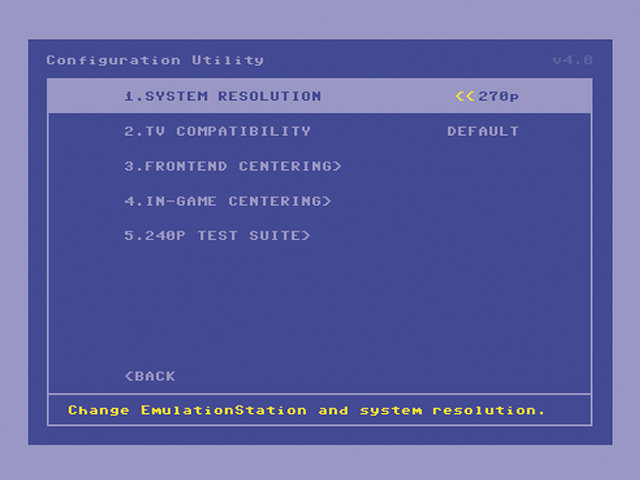 Configuration Utility v4.0
1.SYSTEM RESOLUTION <<270p
2.TV COMPATIBILITY DEFAULT
3.FRONTEND CENTERING>
4.IN-GAME CENTERING>
5.240P TEST SUITE>
<BACK
Change EmulationStation and system resolution.